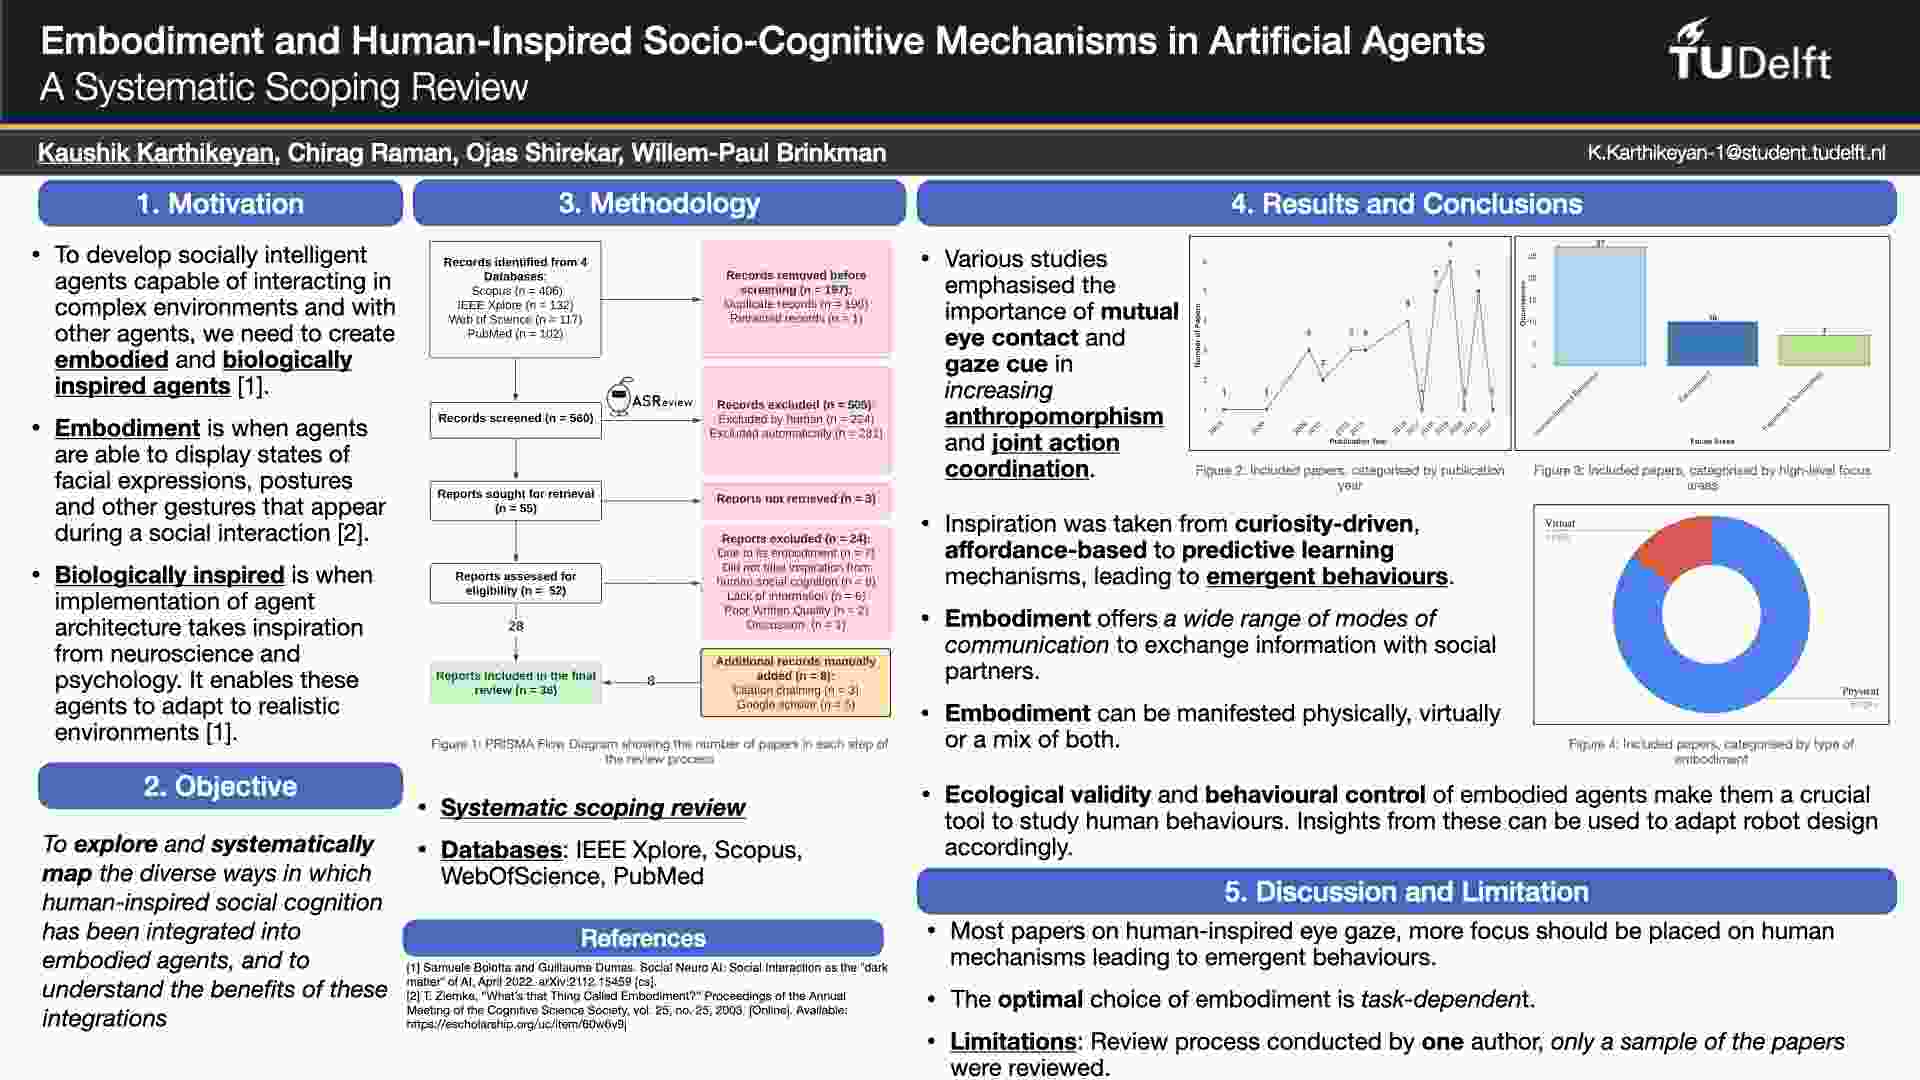 Embodiment and Human-Inspired Socio-Cognitive Mechanisms in Artificial Agents
A Systematic Scoping Review
TUDelft
Kaushik Karthikeyan, Chirag Raman, Ojas Shirekar, Willem-Paul Brinkman
K.Karthikeyan-1@student.tudelft.nl
1. Motivation
• To develop socially intelligent
agents capable of interacting in
complex environments and with
other agents, we need to create
embodied and biologically
inspired agents [1].
• Embodiment is when agents
are able to display states of
facial expressions, postures
and other gestures that appear
during a social interaction [2].
• Biologically inspired is when
implementation of agent
architecture takes inspiration
from neuroscience and
psychology. It enables these
agents to adapt to realistic
environments [1].
2. Objective
To explore and systematically
map the diverse ways in which
human-inspired social cognition
has been integrated into
embodied agents, and to
understand the benefits of these
integrations
3. Methodology
Records identified from 4
Databases:
Scopus (n = 406)
IEEE Xplore (n = 132)
Web of Science (n = 117)
PubMed (n = 102)
Records removed before
screening (n = 197):
Duplicate records (n = 196)
Retracted records (n = 1)
Records screened (n = 560)
ASReview
Records excluded (n = 505):
Excluded by human (n = 224)
Excluded automatically (n = 281)
Reports sought for retrieval
(n = 55)
Reports not retrieved (n = 3)
Reports assessed for
eligibility (n = 52)
Reports excluded (n = 24):
Due to its embodiment (n = 7)
Did not take inspiration from
human social cognition (n = 8)
Lack of information (n = 6)
Poor Written Quality (n = 2)
Discussion (n = 1)
28
Reports included in the final
review (n = 36)
8
Additional records manually
added (n = 8):
Citation chaining (n = 3)
Google scholar (n = 5)
Figure 1: PRISMA Flow Diagram showing the number of papers in each step of
the review process
• Systematic scoping review
• Databases: IEEE Xplore, Scopus,
WebOfScience, PubMed
References
[1] Samuele Bolotta and Guillaume Dumas. Social Neuro AI: Social Interaction as the "dark
matter" of AI, April 2022. arXiv:2112.15459 [cs].
[2] T. Ziemke, "What's that Thing Called Embodiment?" Proceedings of the Annual
Meeting of the Cognitive Science Society, vol. 25, no. 25, 2003. [Online]. Available:
https://escholarship.org/uc/item/60w6v9j
4. Results and Conclusions
• Various studies
emphasised the
importance of mutual
eye contact and
gaze cue in
increasing
anthropomorphism
and joint action
coordination.
Number of Papers
Publication Year
Figure 2: Included papers, categorised by publication
year
Occurrences
Focus Areas
Figure 3: Included papers, categorised by high-level focus
areas
• Inspiration was taken from curiosity-driven,
affordance-based to predictive learning
mechanisms, leading to emergent behaviours.
• Embodiment offers a wide range of modes of
communication to exchange information with social
partners.
• Embodiment can be manifested physically, virtually
or a mix of both.
Virtual
Physical
Figure 4: Included papers, categorised by type of
embodiment
• Ecological validity and behavioural control of embodied agents make them a crucial
tool to study human behaviours. Insights from these can be used to adapt robot design
accordingly.
5. Discussion and Limitation
• Most papers on human-inspired eye gaze, more focus should be placed on human
mechanisms leading to emergent behaviours.
• The optimal choice of embodiment is task-dependent.
• Limitations: Review process conducted by one author, only a sample of the papers
were reviewed.